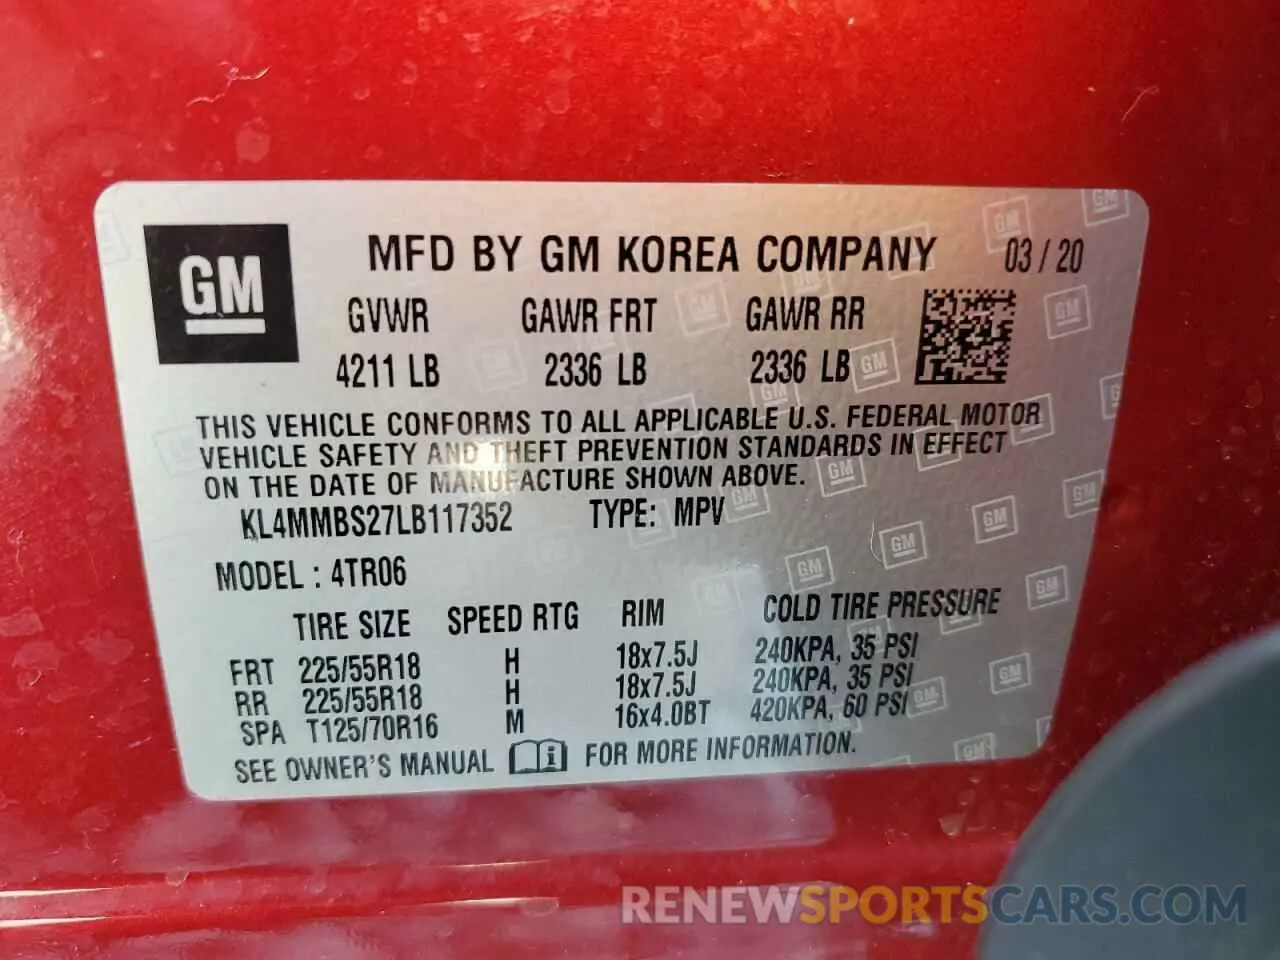 GM
MFD BY GM KOREA COMPANY 03 / 20
GVWR GAWR FRT GAWR RR
4211 LB 2336 LB 2336 LB
THIS VEHICLE CONFORMS TO ALL APPLICABLE U.S. FEDERAL MOTOR
VEHICLE SAFETY AND THEFT PREVENTION STANDARDS IN EFFECT
ON THE DATE OF MANUFACTURE SHOWN ABOVE.
KL4MMBS27LB117352 TYPE: MPV
MODEL : 4TR06
TIRE SIZE SPEED RTG RIM COLD TIRE PRESSURE
FRT 225/55R18 H 18x7.5J 240KPA, 35 PSI
RR 225/55R18 H 18x7.5J 240KPA, 35 PSI
SPA T125/70R16 M 16x4.0BT 420KPA, 60 PSI
SEE OWNER'S MANUAL i FOR MORE INFORMATION.
RENEWSPORTSCARS.COM